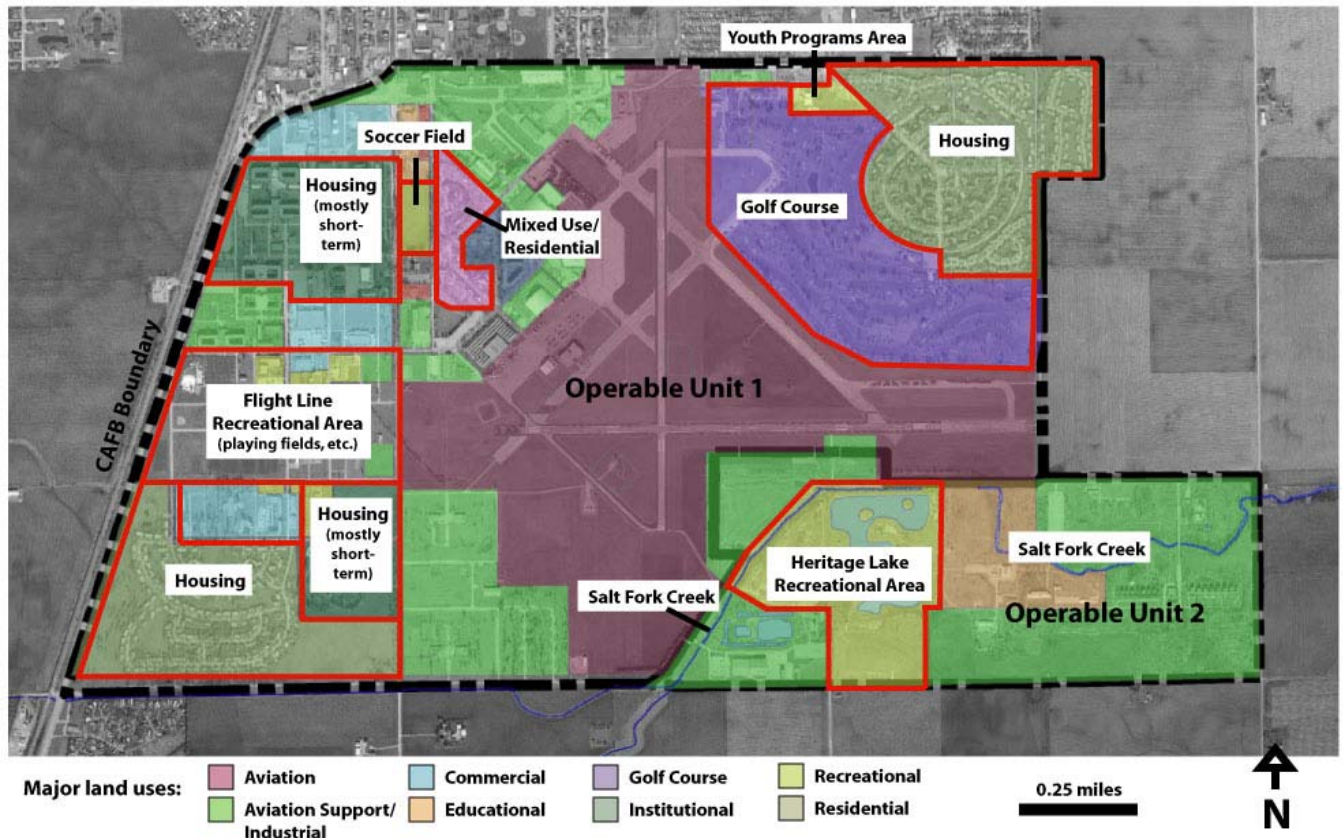 Youth Programs Area
Soccer Field
Housing
Housing
(mostly
short-
term)
Golf Course
Mixed Use/
Residential
CAFB Boundary
Operable Unit 1
Flight Line
Recreational Area
(playing fields, etc.)
Housing
(mostly
short-
term)
Salt Fork Creek
Heritage Lake
Recreational Area
Housing
Salt Fork Creek
Operable Unit 2
Major land uses:
Aviation
Commercial
Golf Course
Recreational
Aviation Support/
Industrial
Educational
Institutional
Residential
0.25 miles
N